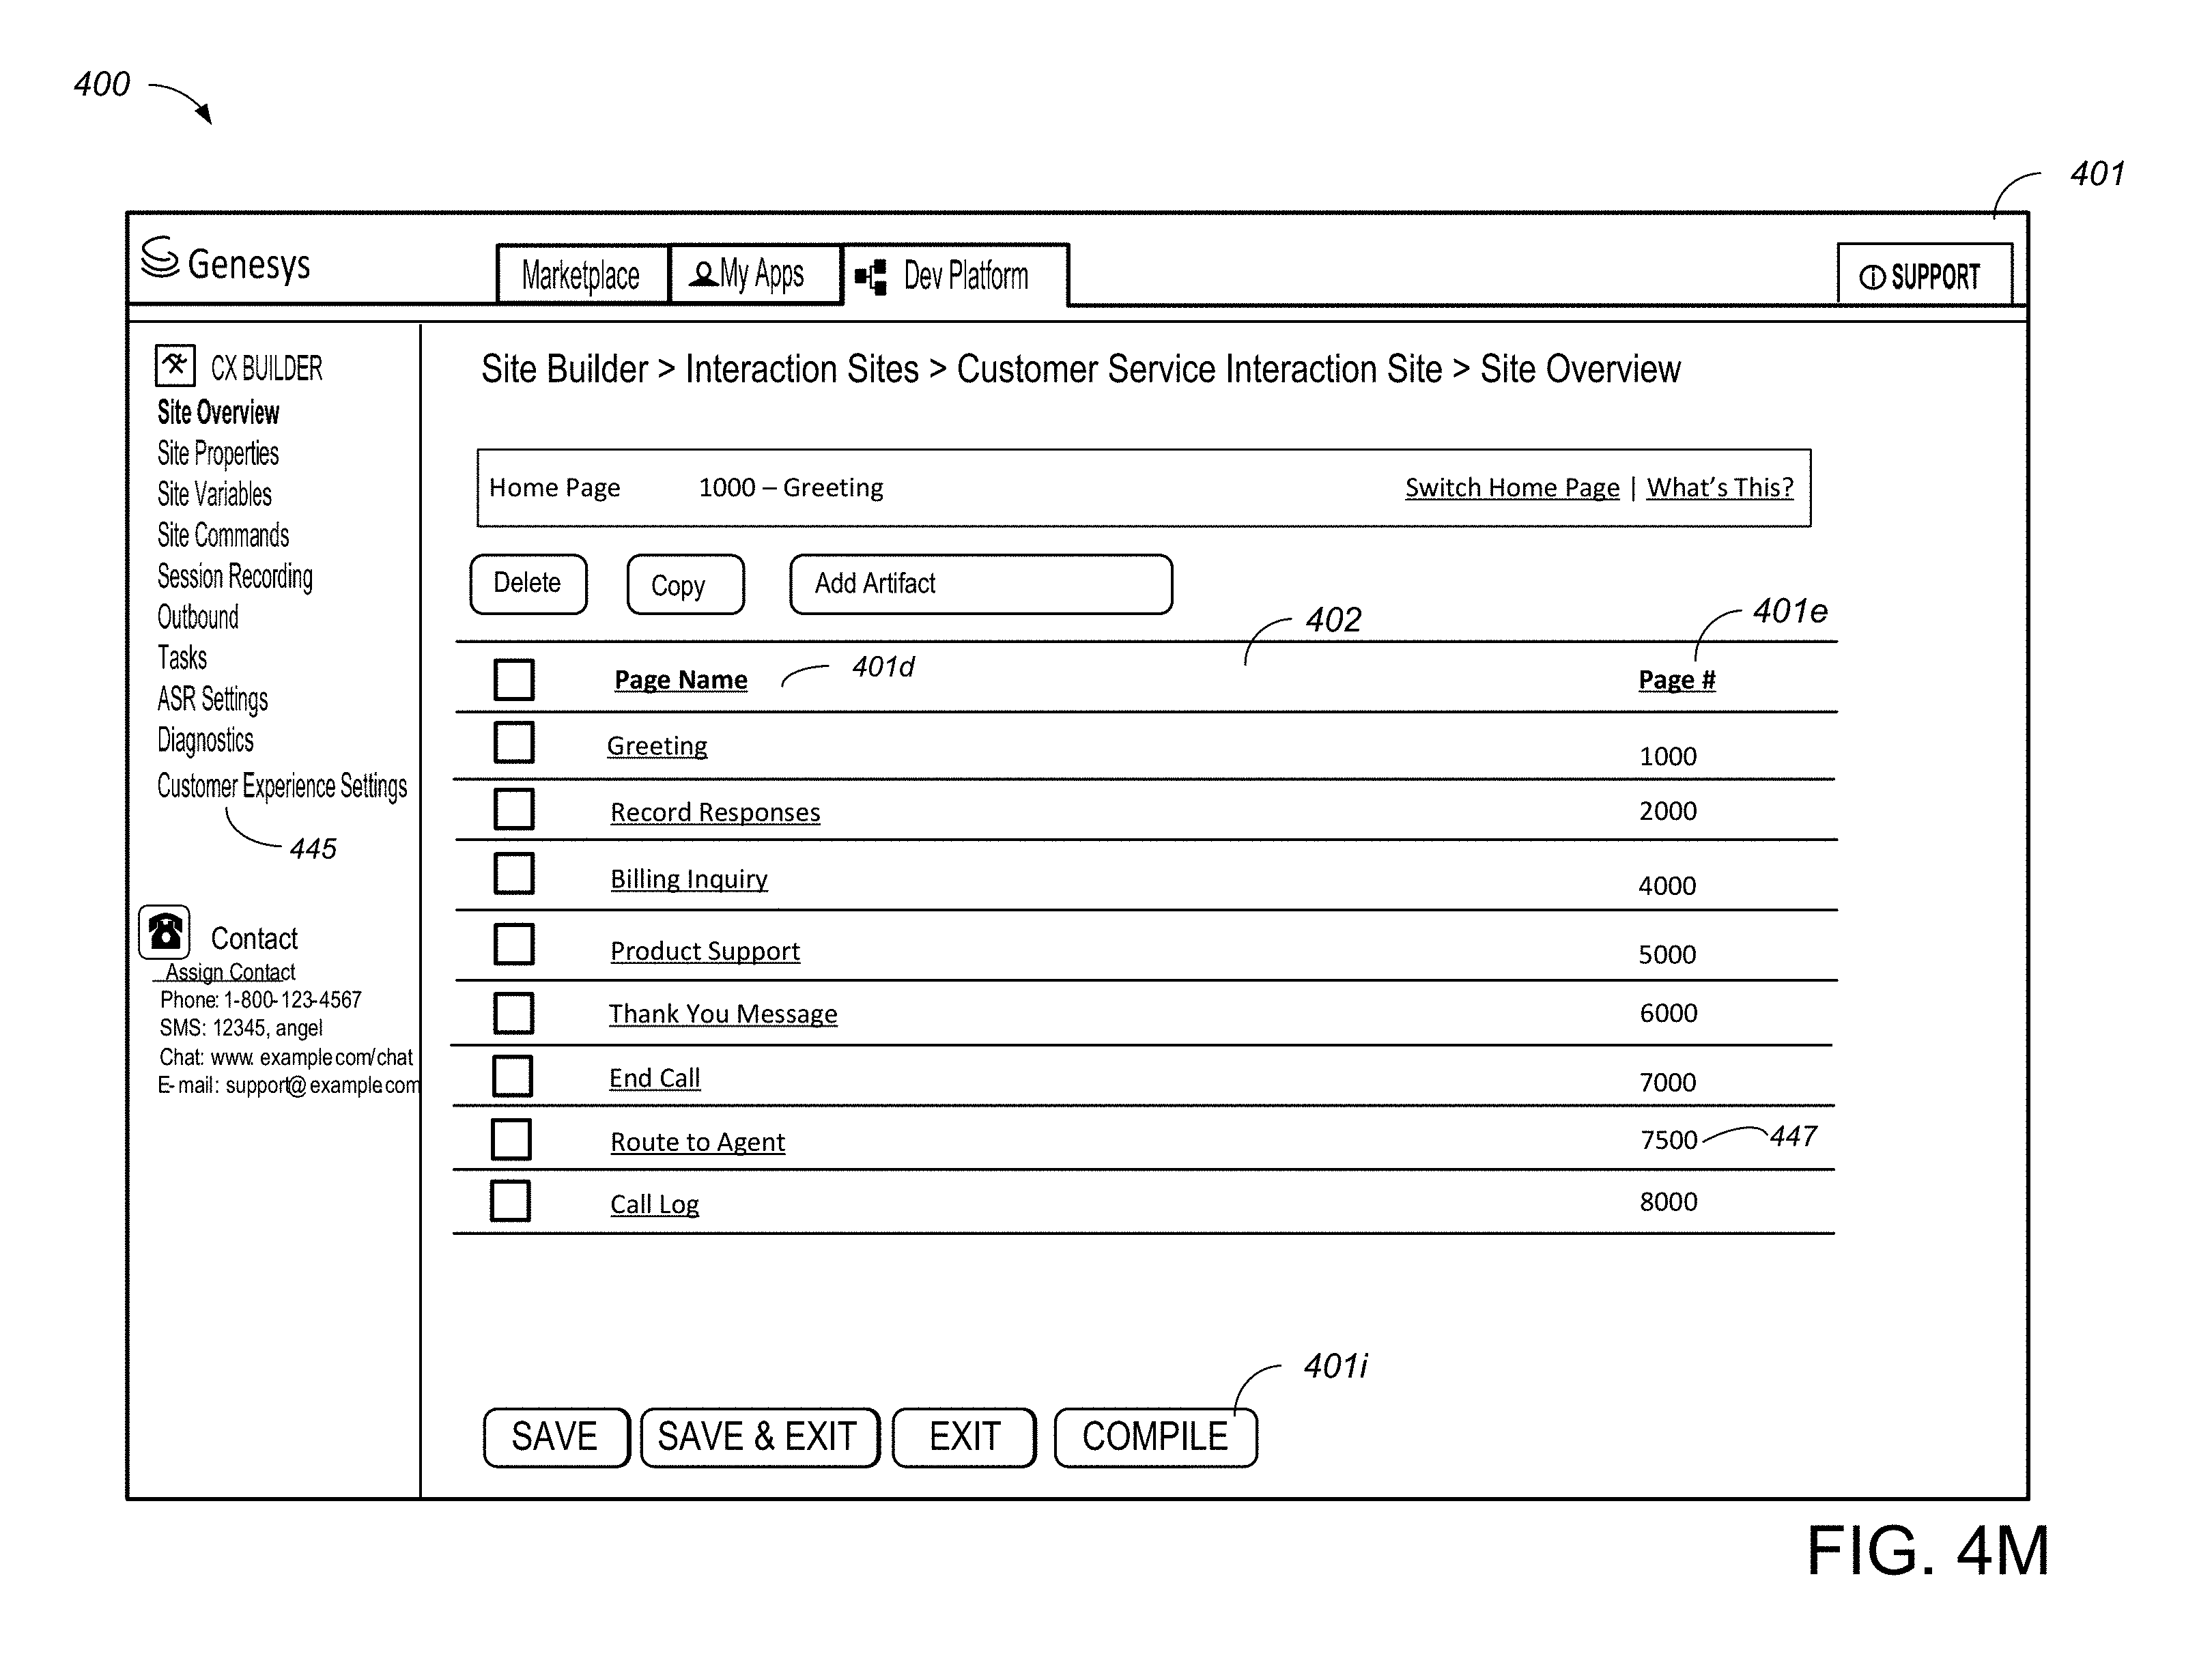 400
401
Genesys
Marketplace My Apps Dev Platform SUPPORT
CX BUILDER
Site Overview
Site Properties
Site Variables
Site Commands
Session Recording
Outbound
Tasks
ASR Settings
Diagnostics
Customer Experience Settings
445
Contact
Assign Contact
Phone: 1-800-123-4567
SMS: 12345, angel
Chat: www. example com/chat
E-mail: support@ example com
Site Builder > Interaction Sites > Customer Service Interaction Site > Site Overview
Home Page 1000 – Greeting Switch Home Page | What's This?
Delete Copy Add Artifact
402 401e
Page Name 401d Page #
Greeting 1000
Record Responses 2000
Billing Inquiry 4000
Product Support 5000
Thank You Message 6000
End Call 7000
Route to Agent 7500 447
Call Log 8000
401i
SAVE SAVE & EXIT EXIT COMPILE
FIG. 4M